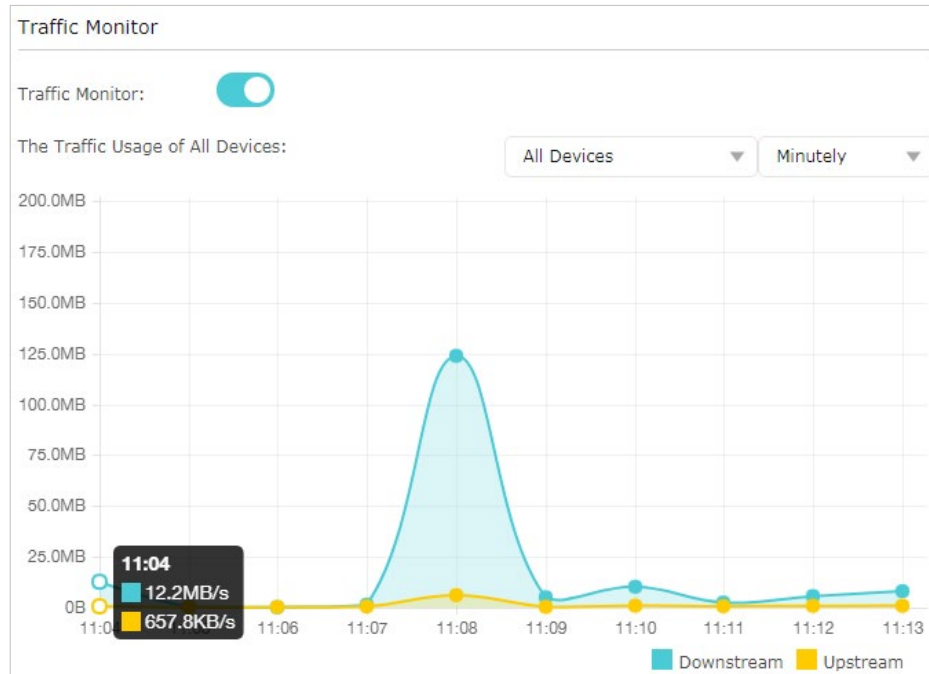 Traffic Monitor
Traffic Monitor:
The Traffic Usage of All Devices:
All Devices
Minutely
200.0MB
175.0MB
150.0MB
125.0MB
100.0MB
75.0MB
50.0MB
25.0MB
0B
11:04
12.2MB/s
657.8KB/s
11:06 11:07 11:08 11:09 11:10 11:11 11:12 11:13
Downstream Upstream